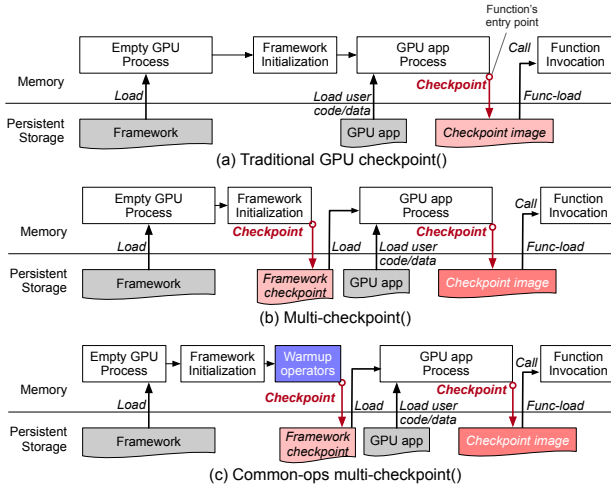 Function's
entry point
Empty GPU
Process
Framework
Initialization
GPU app
Process
Call
Function
Invocation
Memory
Checkpoint
Load
Load user
code/data
Func-load
Persistent
Storage
Framework
GPU app
Checkpoint image
(a) Traditional GPU checkpoint()
Empty GPU
Process
Framework
Initialization
GPU app
Process
Call
Function
Invocation
Memory
Checkpoint
Checkpoint
Load
Load
Load user
code/data
Func-load
Persistent
Storage
Framework
Framework
checkpoint
GPU app
Checkpoint image
(b) Multi-checkpoint()
Empty GPU
Process
Framework
Initialization
Warmup
operators
GPU app
Process
Call
Function
Invocation
Memory
Checkpoint
Checkpoint
Load
Load
Load user
code/data
Func-load
Persistent
Storage
Framework
Framework
checkpoint
GPU app
Checkpoint image
(c) Common-ops multi-checkpoint()